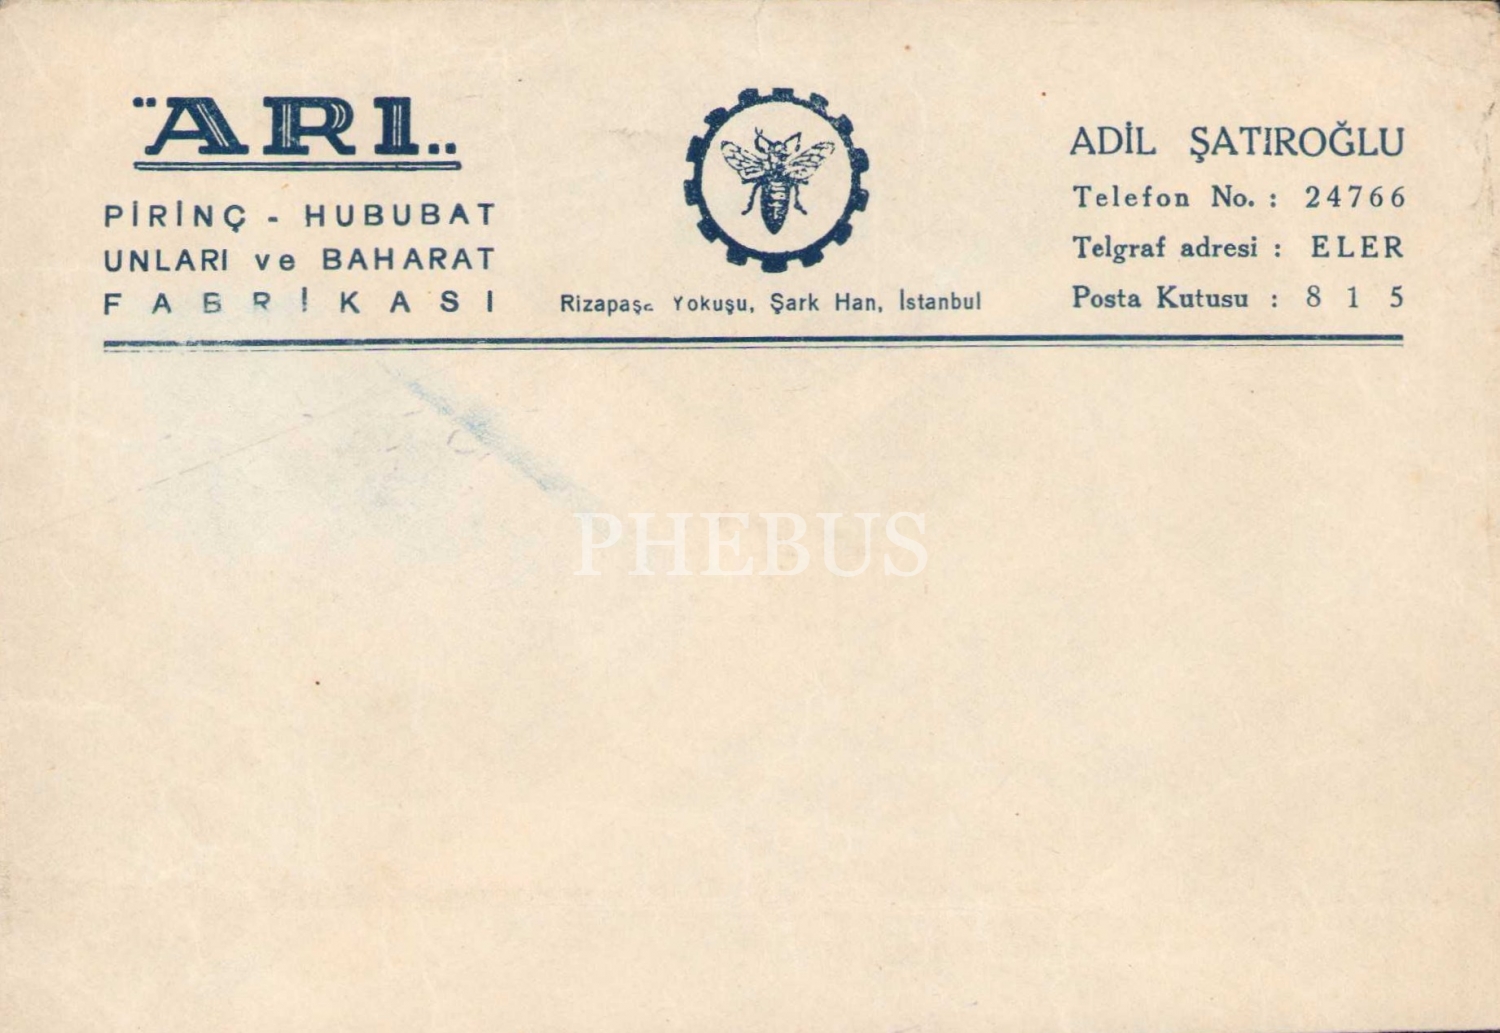 "ARI„
PİRİNÇ - HUBUBAT
UNLARI ve BAHARAT
FABRİKASI
Rizapaşa Yokuşu, Şark Han, İstanbul
ADİL ŞATIROĞLU
Telefon No. : 24766
Telgraf adresi : ELER
Posta Kutusu : 815
PHEBUS